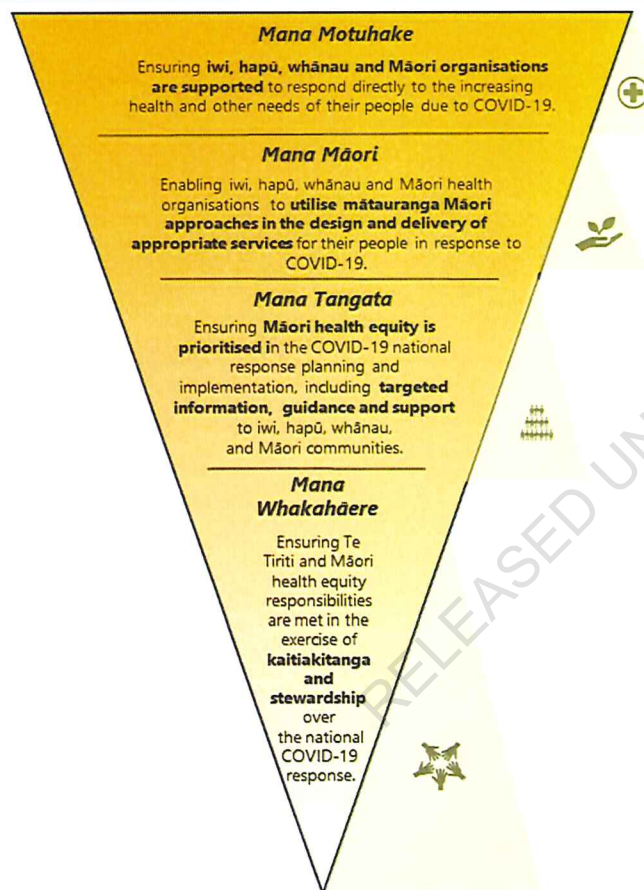 Mana Motuhake
Ensuring iwi, hapū, whānau and Māori organisations
are supported to respond directly to the increasing
health and other needs of their people due to COVID-19.
Mana Māori
Enabling iwi, hapū, whānau and Māori health
organisations to utilise mātauranga Māori
approaches in the design and delivery of
appropriate services for their people in response to
COVID-19.
Mana Tangata
Ensuring Māori health equity is
prioritised in the COVID-19 national
response planning and
implementation, including targeted
information, guidance and support
to iwi, hapū, whānau,
and Māori communities.
Mana
Whakahāere
Ensuring Te
Tiriti and Māori
health equity
responsibilities
are met in the
exercise of
kaitiakitanga
and
stewardship
over
the national
COVID-19
response.
RELEASED UN